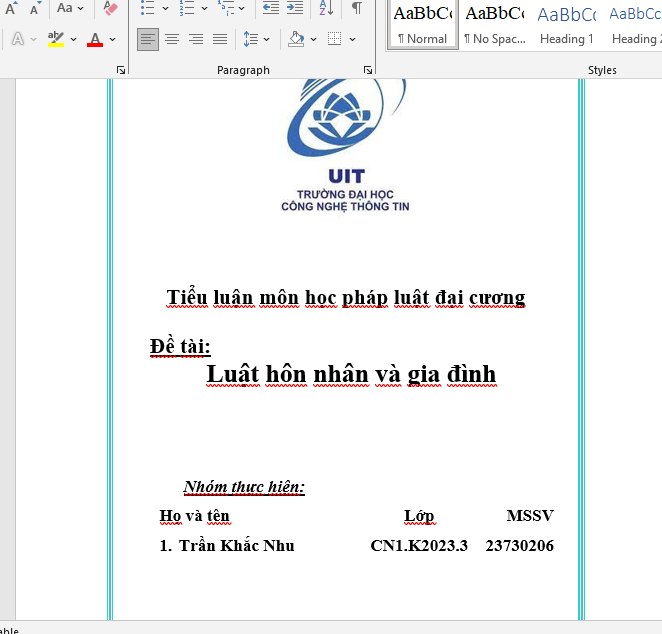 Aa
A
A
Paragraph
AaBbCc AaBbCc AaBbCc AaBbCc
¶ Normal ¶ No Spac... Heading 1 Heading
Styles
UIT
TRƯỜNG ĐẠI HỌC
CÔNG NGHỆ THÔNG TIN
Tiểu luận môn học pháp luật đại cương
Đề tài:
Luật hôn nhân và gia đình
Nhóm thực hiện:
Họ và tên Lớp MSSV
1. Trần Khắc Nhu CN1.K2023.3 23730206